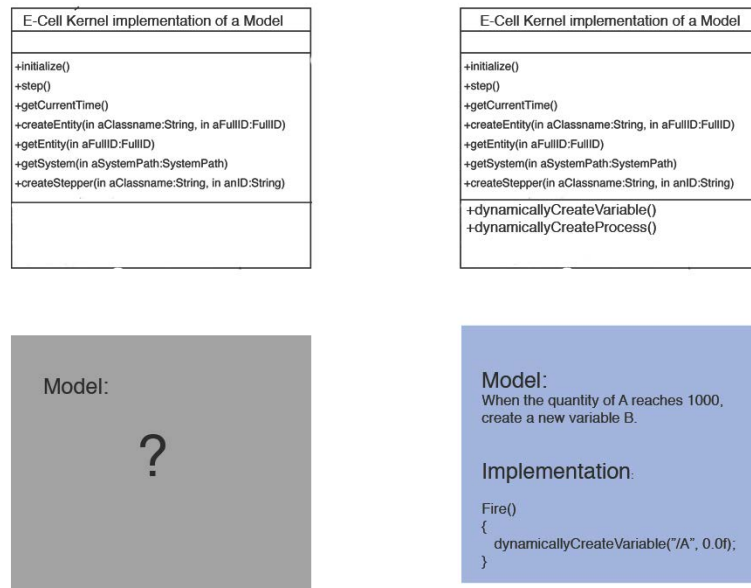 E-Cell Kernel implementation of a Model
+initialize()
+step()
+getCurrentTime()
+createEntity(in aClassname:String, in aFullID:FullID)
+getEntity(in aFullID:FullID)
+getSystem(in aSystemPath:SystemPath)
+createStepper(in aClassname:String, in anID:String)
E-Cell Kernel implementation of a Model
+initialize()
+step()
+getCurrentTime()
+createEntity(in aClassname:String, in aFullID:FullID)
+getEntity(in aFullID:FullID)
+getSystem(in aSystemPath:SystemPath)
+createStepper(in aClassname:String, in anID:String)
+dynamicallyCreateVariable()
+dynamicallyCreateProcess()
Model:
?
Model:
When the quantity of A reaches 1000,
create a new variable B.
Implementation:
Fire()
{
dynamicallyCreateVariable("/A", 0.0f);
}